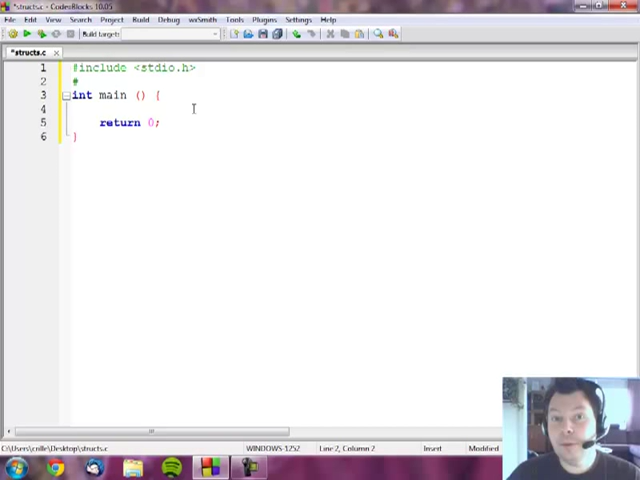 *structs.c - Code::Blocks 10.05
File Edit View Search Project Build Debug wxSmith Tools Plugins Settings Help
Build target:
*structs.c
1 #include <stdio.h>
2 #
3 int main () {
4
5 return 0;
6 }
C:\Users\cnille\Desktop\structs.c WINDOWS-1252 Line 2, Column 2 Insert Modified